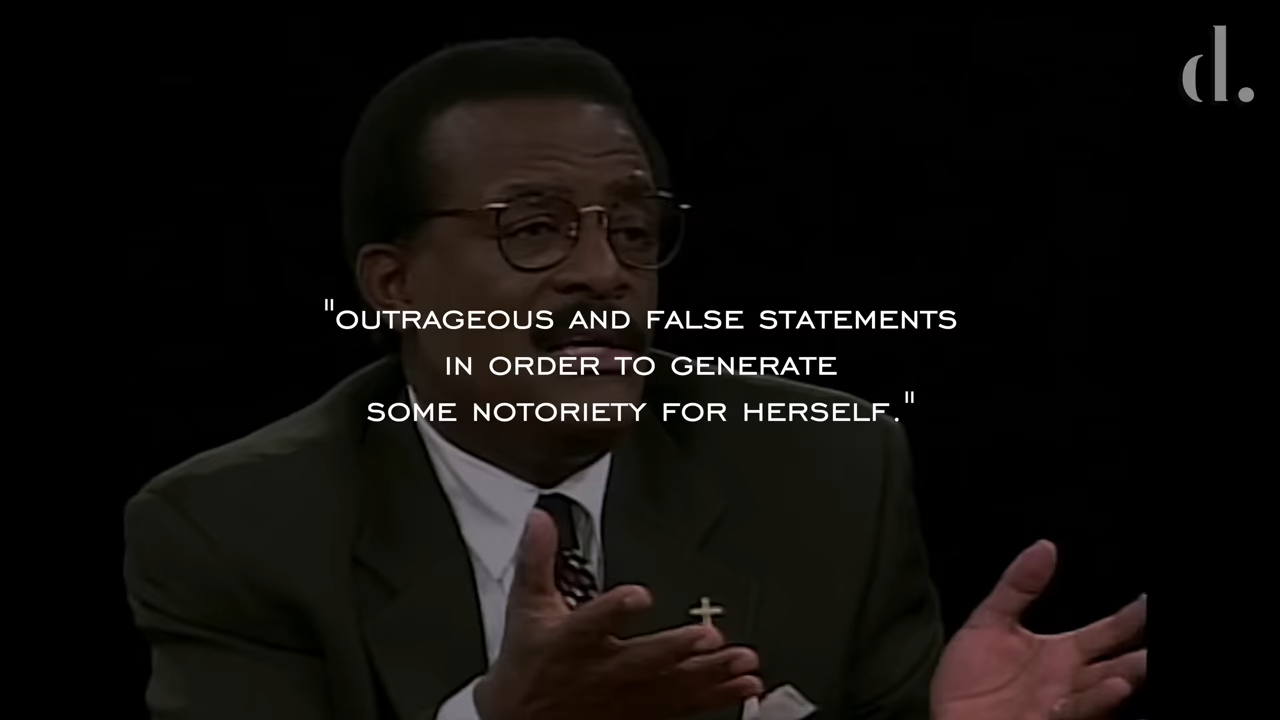 d.
"OUTRAGEOUS AND FALSE STATEMENTS
IN ORDER TO GENERATE
SOME NOTORIETY FOR HERSELF."